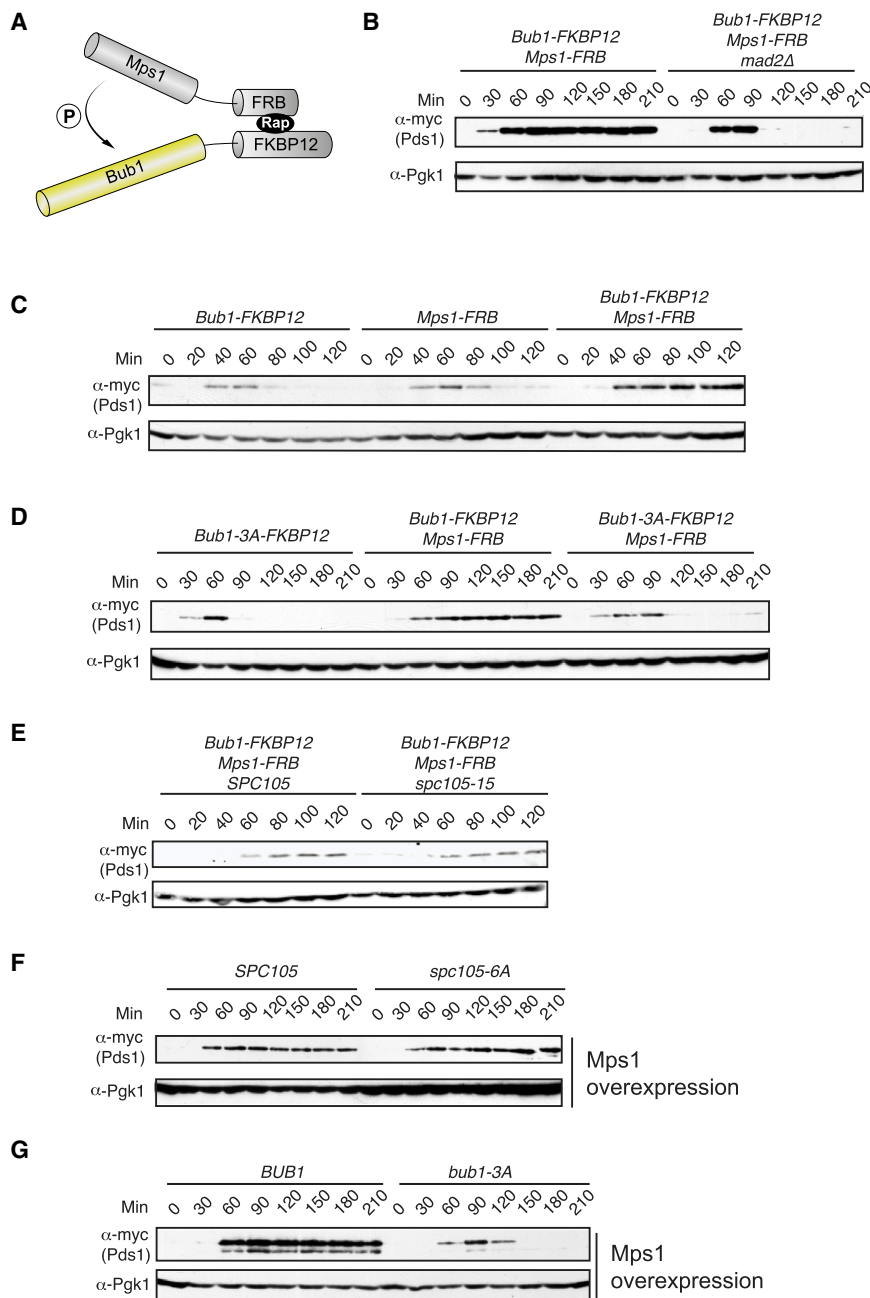 A
Mps1
FRB
P
Rap
FKBP12
Bub1
B
Bub1-FKBP12
Mps1-FRB
Bub1-FKBP12
Mps1-FRB
mad2Δ
Min 0 30 60 90 120 150 180 210 0 30 60 90 120 150 180 210
α-myc
(Pds1)
α-Pgk1
C
Bub1-FKBP12
Mps1-FRB
Bub1-FKBP12
Mps1-FRB
Min 0 20 40 60 80 100 120 0 20 40 60 80 100 120 0 20 40 60 80 100 120
α-myc
(Pds1)
α-Pgk1
D
Bub1-3A-FKBP12
Bub1-FKBP12
Mps1-FRB
Bub1-3A-FKBP12
Mps1-FRB
Min 0 30 60 90 120 150 180 210 0 30 60 90 120 150 180 210 0 30 60 90 120 150 180 210
α-myc
(Pds1)
α-Pgk1
E
Bub1-FKBP12
Mps1-FRB
SPC105
Bub1-FKBP12
Mps1-FRB
spc105-15
Min 0 20 40 60 80 100 120 0 20 40 60 80 100 120
α-myc
(Pds1)
α-Pgk1
F
SPC105
spc105-6A
Min 0 30 60 90 120 150 180 210 0 30 60 90 120 150 180 210
α-myc
(Pds1)
α-Pgk1
Mps1
overexpression
G
BUB1
bub1-3A
Min 0 30 60 90 120 150 180 210 0 30 60 90 120 150 180 210
α-myc
(Pds1)
α-Pgk1
Mps1
overexpression